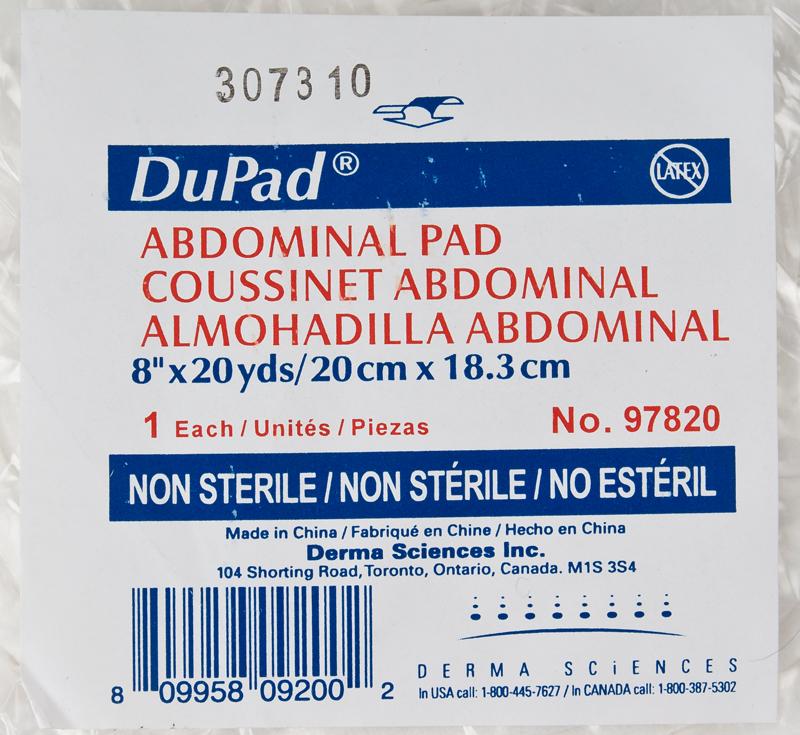 307310
DuPad®
LATEX
ABDOMINAL PAD
COUSSINET ABDOMINAL
ALMOHADILLA ABDOMINAL
8"x20yds/20cm x 18.3cm
1 Each / Unités / Piezas No. 97820
NON STERILE / NON STÉRILE / NO ESTÉRIL
Made in China / Fabriqué en Chine / Hecho en China
Derma Sciences Inc.
104 Shorting Road, Toronto, Ontario, Canada. M1S 3S4
8 09958 09200 2
DERMA SCiENCES
In USA call: 1-800-445-7627 / In CANADA call: 1-800-387-5302